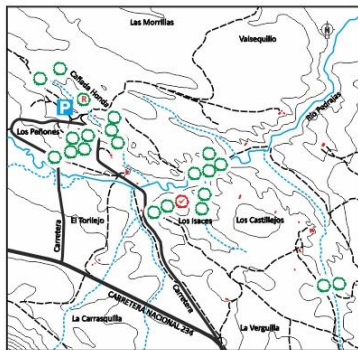 Las Morrillas
Valsequillo
N
Cañada Honda
R
P
Río Pedrajas
Los Peñones
El Torilejo
Los Isaces
Los Castillejos
Carretera
Carretera
CARRETERA NACIONAL 234
La Carrasquilla
La Verguilla